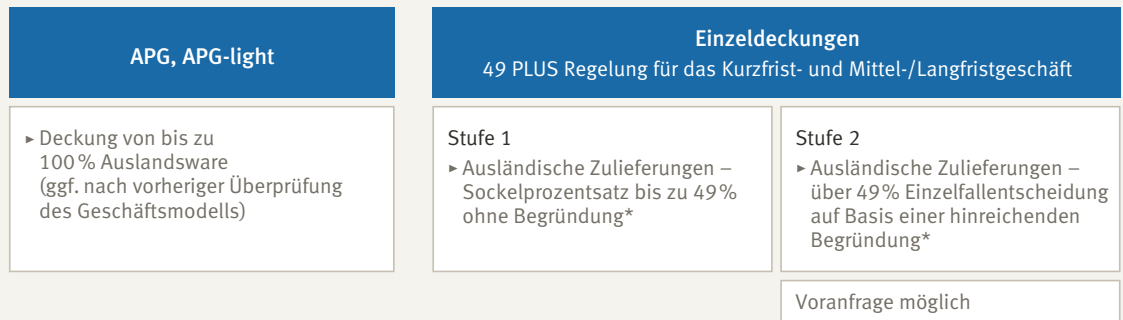 APG, APG-light
▸ Deckung von bis zu
100 % Auslandsware
(ggf. nach vorheriger Überprüfung
des Geschäftsmodells)
Einzeldeckungen
49 PLUS Regelung für das Kurzfrist- und Mittel-/Langfristgeschäft
Stufe 1
▸ Ausländische Zulieferungen –
Sockelprozentsatz bis zu 49 %
ohne Begründung*
Stufe 2
▸ Ausländische Zulieferungen –
über 49 % Einzelfallentscheidung
auf Basis einer hinreichenden
Begründung*
Voranfrage möglich